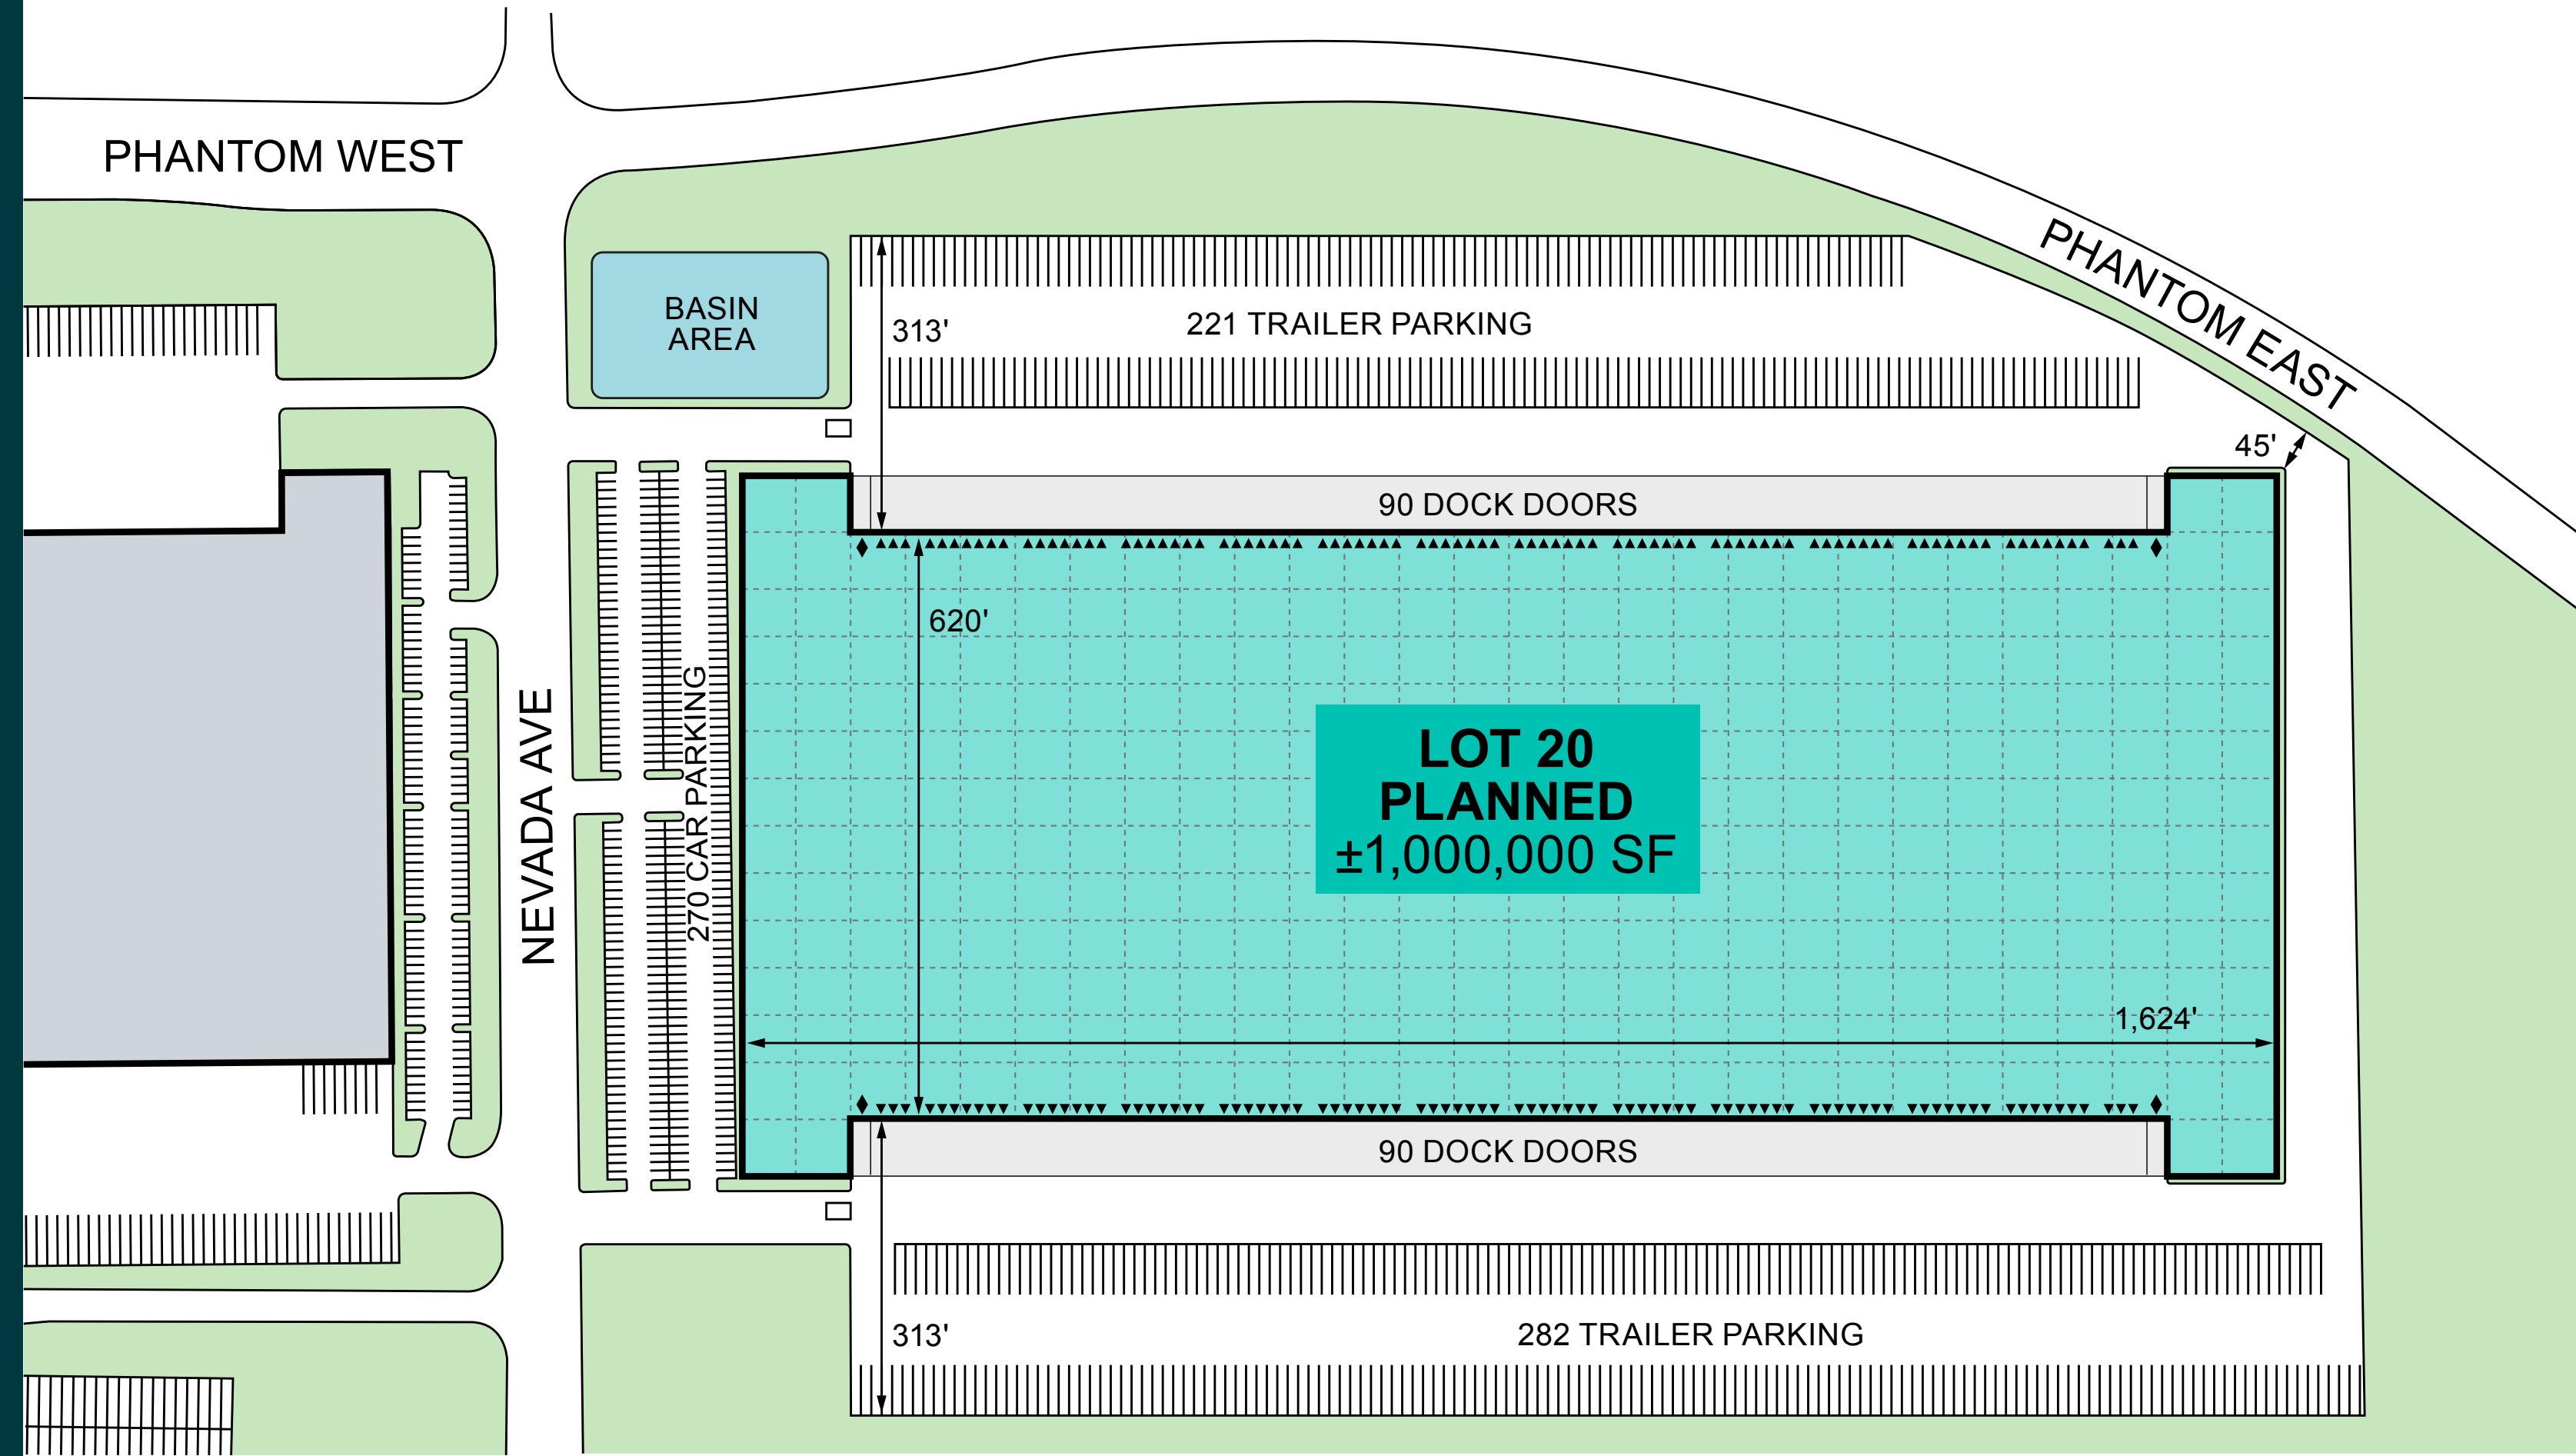 PHANTOM WEST
PHANTOM EAST
BASIN
AREA
313'
221 TRAILER PARKING
45'
90 DOCK DOORS
620'
NEVADA AVE
270 CAR PARKING
LOT 20
PLANNED
±1,000,000 SF
1,624'
90 DOCK DOORS
313'
282 TRAILER PARKING